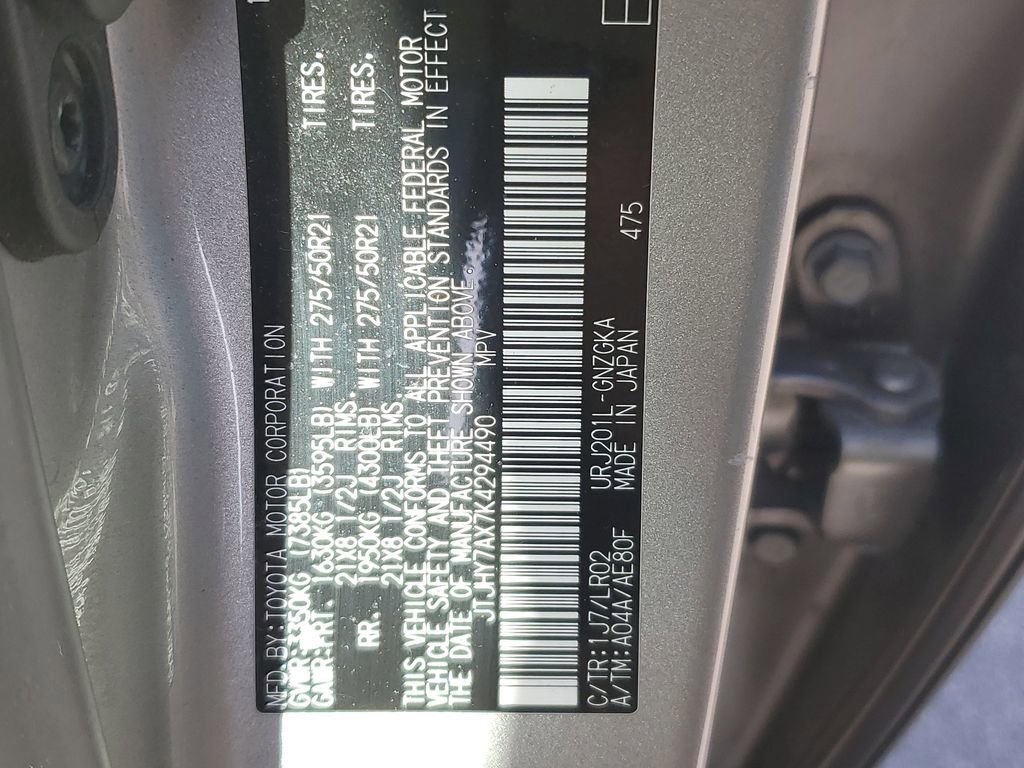 MFD.BY:TOYOTA MOTOR CORPORATION
GVWR:3350KG (7385LB)
GAWR:FRT. 1630KG (3595LB) WITH 275/50R21 TIRES.
21X8 1/2J RIMS.
RR. 1950KG (4300LB) WITH 275/50R21 TIRES.
21X8 1/2J RIMS
THIS VEHICLE CONFORMS TO ALL APPLICABLE FEDERAL MOTOR
VEHICLE SAFETY AND THEFT PREVENTION STANDARDS IN EFFECT
THE DATE OF MANUFACTURE SHOWN ABOVE.
JTJHY7AX7K4294490 MPV
C/TR:1J7/LR02 URJ201L-GNZGKA
A/TM:A04A/AE80F MADE IN JAPAN 475